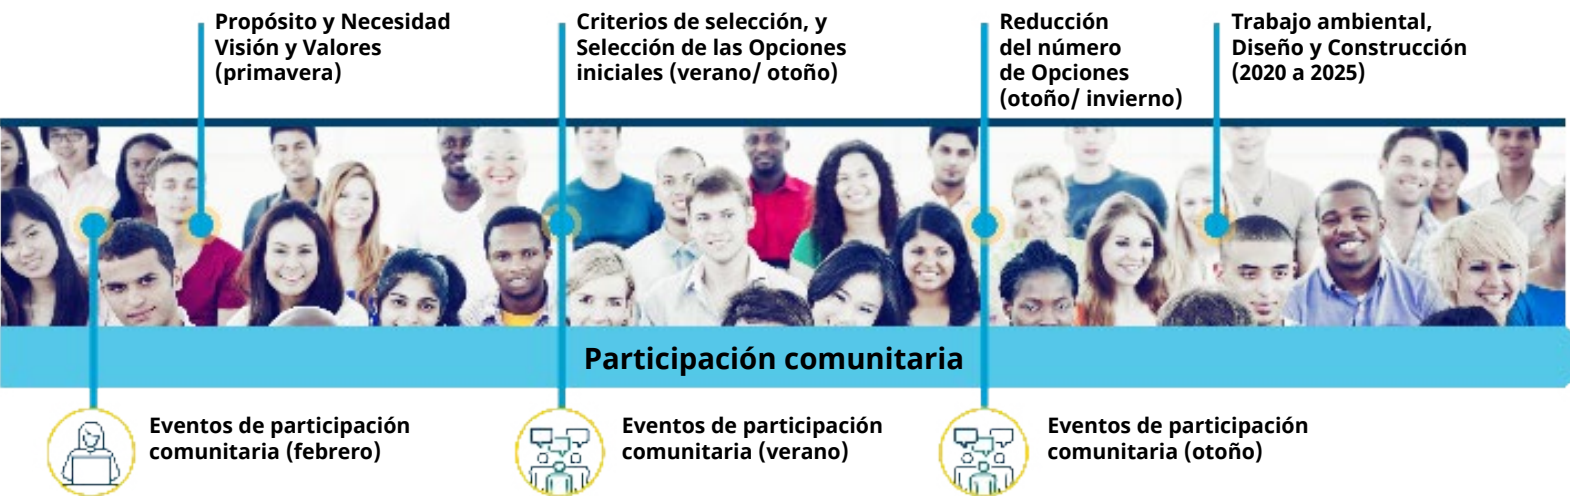 Propósito y Necesidad
Visión y Valores
(primavera)
Criterios de selección, y
Selección de las Opciones
iniciales (verano/ otoño)
Reducción
del número
de Opciones
(otoño/ invierno)
Trabajo ambiental,
Diseño y Construcción
(2020 a 2025)
Participación comunitaria
Eventos de participación
comunitaria (febrero)
Eventos de participación
comunitaria (verano)
Eventos de participación
comunitaria (otoño)